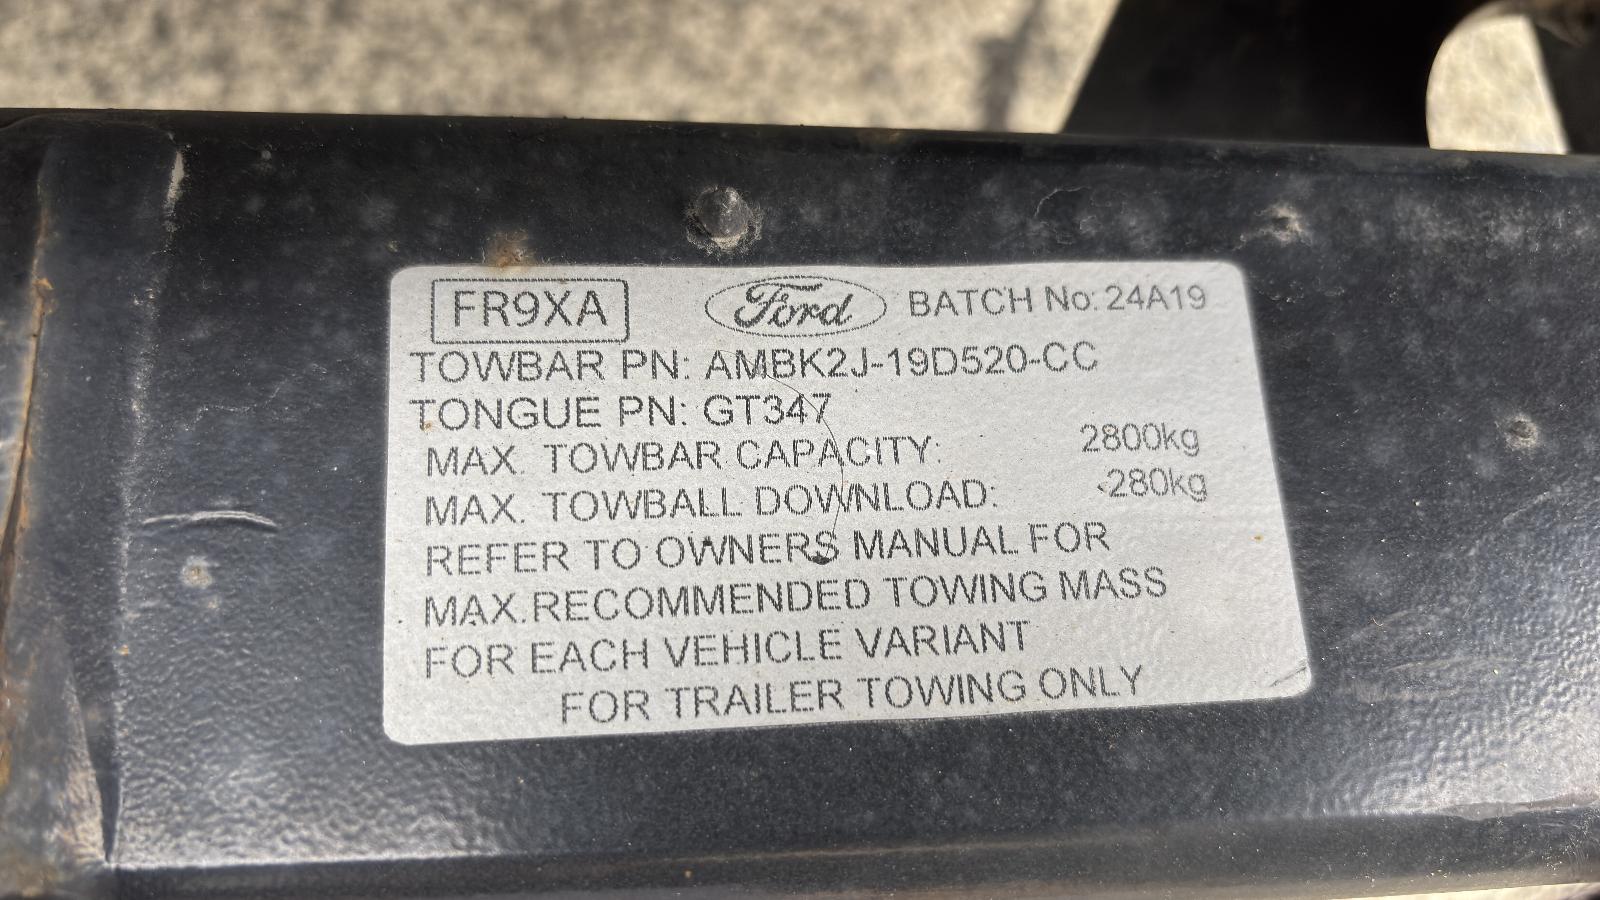 FR9XA Ford BATCH No: 24A19
TOWBAR PN: AMBK2J-19D520-CC
TONGUE PN: GT347
MAX. TOWBAR CAPACITY: 2800kg
MAX. TOWBALL DOWNLOAD: 280kg
REFER TO OWNERS MANUAL FOR
MAX.RECOMMENDED TOWING MASS
FOR EACH VEHICLE VARIANT
FOR TRAILER TOWING ONLY